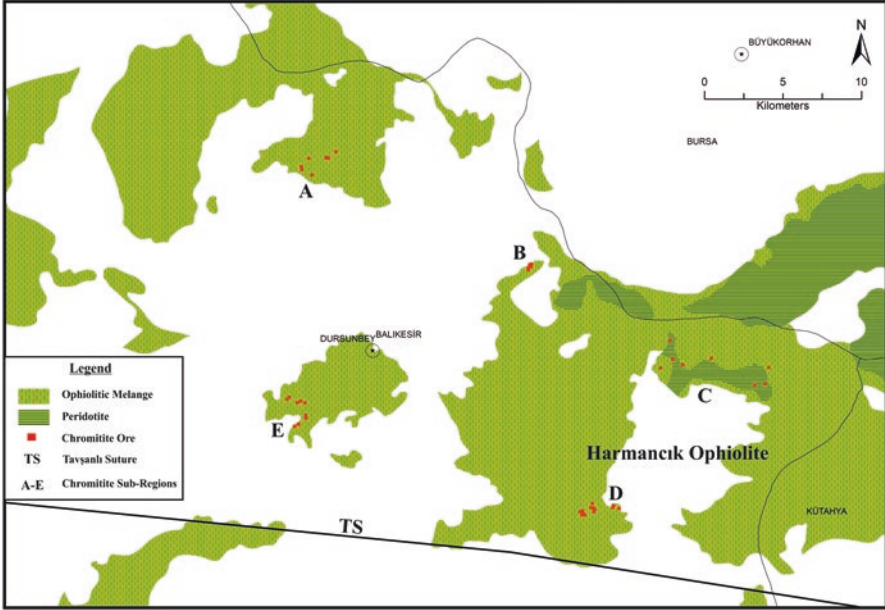 N
BÜYÜKORHAN
0 5 10
Kilometers
BURSA
A
B
DURSUNBEY BALIKESİR
Legend
Ophiolitic Melange
Peridotite
Chromitite Ore
TS Tavşanlı Suture
A-E Chromitite Sub-Regions
E
C
Harmancık Ophiolite
D
KÜTAHYA
TS